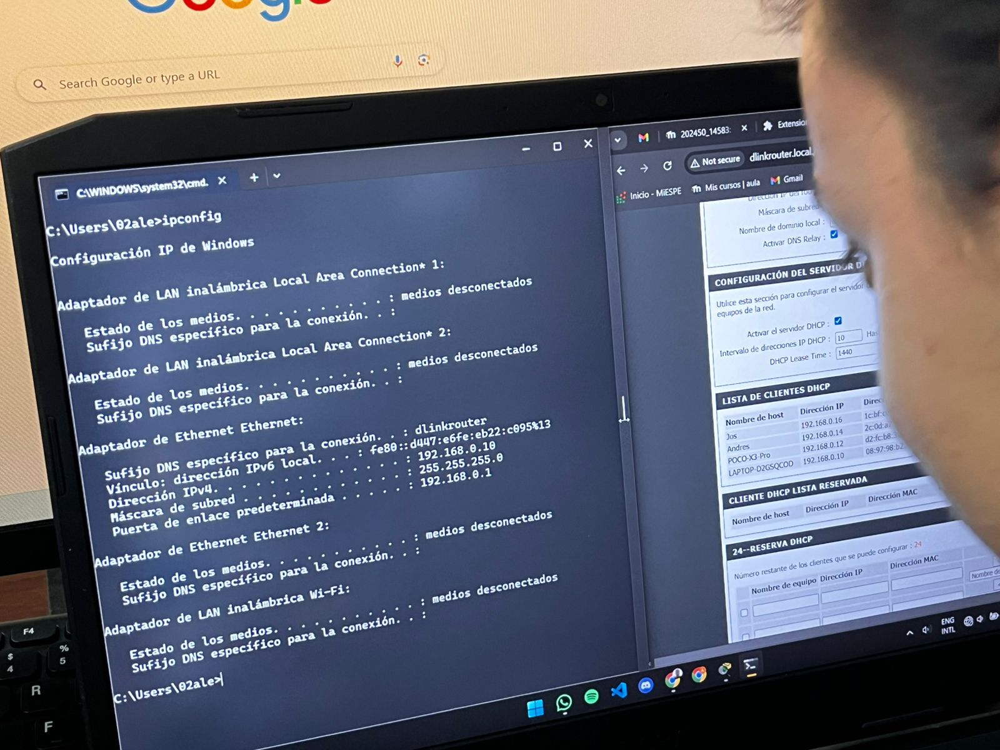 Google
Search Google or type a URL
C:\WINDOWS\system32\cmd.
C:\Users\02ale>ipconfig
Configuración IP de Windows
Adaptador de LAN inalámbrica Local Area Connection* 1:
Estado de los medios. . . . . . . . . . . : medios desconectados
Sufijo DNS específico para la conexión. . :
Adaptador de LAN inalámbrica Local Area Connection* 2:
Estado de los medios. . . . . . . . . . . : medios desconectados
Sufijo DNS específico para la conexión. . :
Adaptador de Ethernet Ethernet:
Sufijo DNS específico para la conexión. . : dlinkrouter
Vínculo: dirección IPv6 local. . . : fe80::d447:e6fe:eb22:c095%13
Dirección IPv4. . . . . . . . . . . . . . : 192.168.0.10
Máscara de subred . . . . . . . . . . . . : 255.255.255.0
Puerta de enlace predeterminada . . . . . : 192.168.0.1
Adaptador de Ethernet Ethernet 2:
Estado de los medios. . . . . . . . . . . : medios desconectados
Sufijo DNS específico para la conexión. . :
Adaptador de LAN inalámbrica Wi-Fi:
Estado de los medios. . . . . . . . . . . : medios desconectados
Sufijo DNS específico para la conexión. . :
C:\Users\02ale>
202450_14583:
Extensio
Not secure dlinkrouter.local.
Inicio - MiESPE Mis cursos | aula Gmail
Dirección IP del rou
Máscara de subred
Nombre de dominio local :
Activar DNS Relay :
CONFIGURACIÓN DEL SERVIDOR D
Utilice esta sección para configurar el servidor
equipos de la red.
Activar el servidor DHCP :
Intervalo de direcciones IP DHCP : 10 Has
DHCP Lease Time : 1440
LISTA DE CLIENTES DHCP
Nombre de host Dirección IP Direc
Jos 192.168.0.16 1c:bf:c
Andres 192.168.0.14 2c:0d:a
POCO-X3-Pro 192.168.0.12 d2:fc:b8:3
LAPTOP-D2GSQCOD 192.168.0.10 08:97:98:b2
CLIENTE DHCP LISTA RESERVADA
Nombre de host Dirección IP Dirección MAC
24--RESERVA DHCP
Número restante de los clientes que se puede configurar : 24
Nombre de equipo Dirección IP Dirección MAC
Nombre de
ENG
INTL
F4
$
4
%
5
R
F